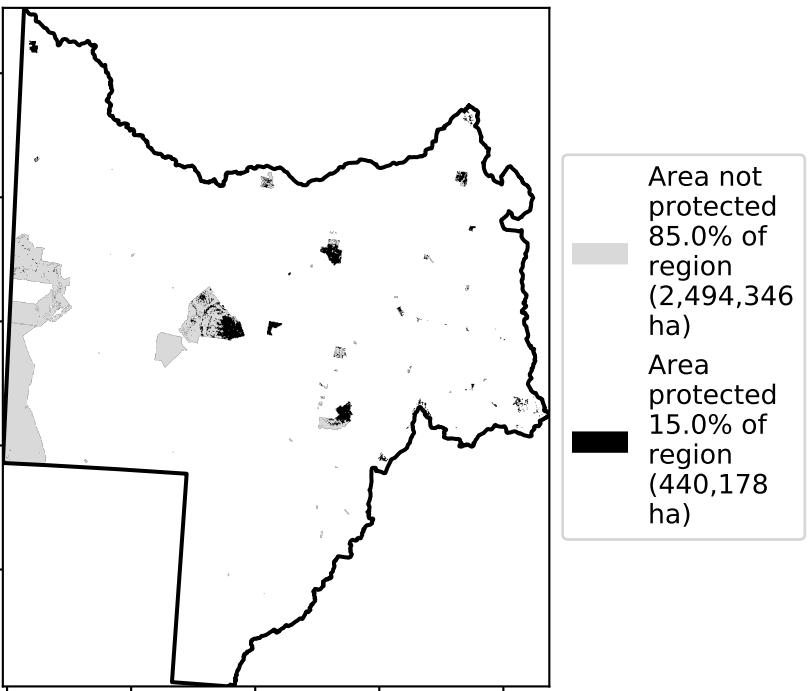 Area not
protected
85.0% of
region
(2,494,346
ha)
Area
protected
15.0% of
region
(440,178
ha)